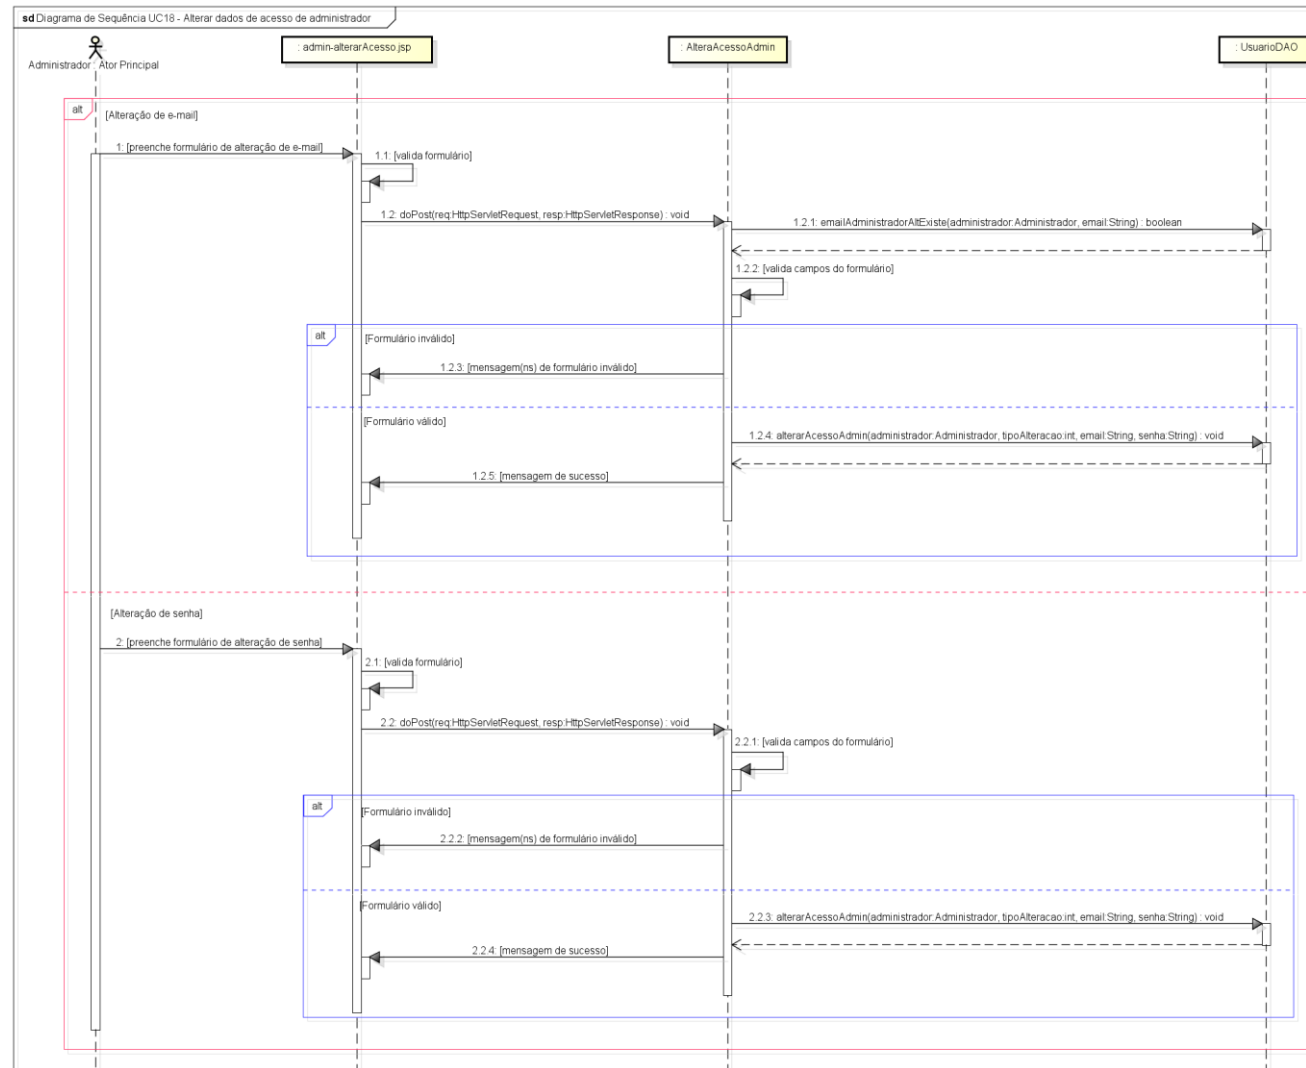 sd Diagrama de Sequência UC18 - Alterar dados de acesso de administrador
Administrador : Ator Principal
: admin-alterarAcesso.jsp
: AlteraAcessoAdmin
: UsuarioDAO
alt
[Alteração de e-mail]
1: [preenche formulário de alteração de e-mail]
1.1: [valida formulário]
1.2: doPost(req:HttpServletRequest, resp:HttpServletResponse) : void
1.2.1: emailAdministradorAltExiste(administrador:Administrador, email:String) : boolean
1.2.2: [valida campos do formulário]
alt
[Formulário inválido]
1.2.3: [mensagem(ns) de formulário inválido]
[Formulário válido]
1.2.4: alterarAcessoAdmin(administrador:Administrador, tipoAlteracao:int, email:String, senha:String) : void
1.2.5: [mensagem de sucesso]
[Alteração de senha]
2: [preenche formulário de alteração de senha]
2.1: [valida formulário]
2.2: doPost(req:HttpServletRequest, resp:HttpServletResponse) : void
2.2.1: [valida campos do formulário]
alt
[Formulário inválido]
2.2.2: [mensagem(ns) de formulário inválido]
[Formulário válido]
2.2.3: alterarAcessoAdmin(administrador:Administrador, tipoAlteracao:int, email:String, senha:String) : void
2.2.4: [mensagem de sucesso]